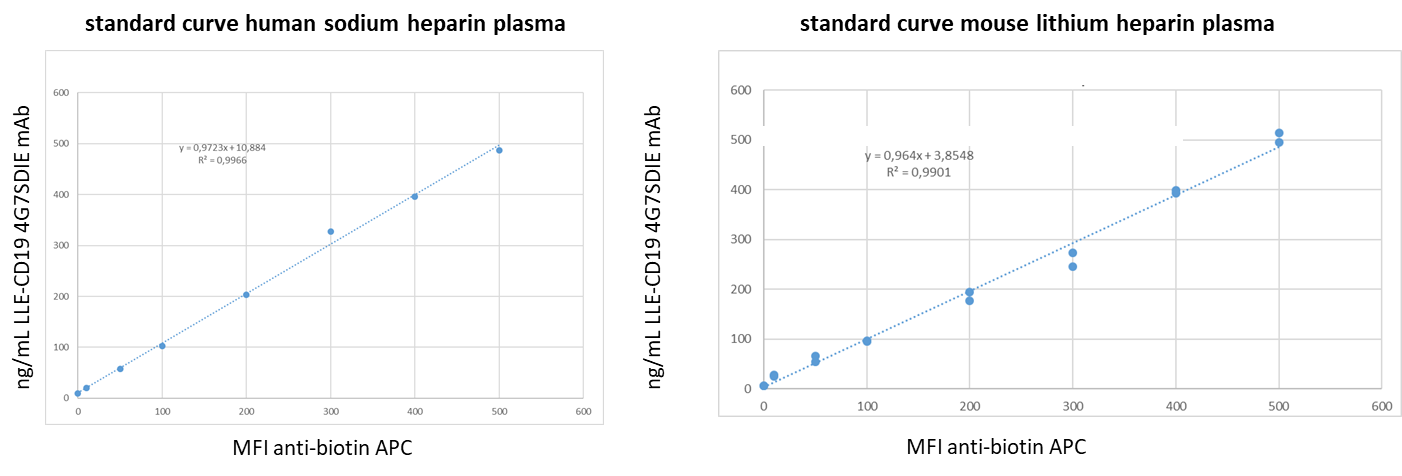 standard curve human sodium heparin plasma
ng/mL LLE-CD19 4G7SDIE mAb
600
500
400
300
200
100
0
y = 0,9723x + 10,884
R² = 0,9966
0 100 200 300 400 500 600
MFI anti-biotin APC
standard curve mouse lithium heparin plasma
ng/mL LLE-CD19 4G7SDIE mAb
600
500
400
300
200
100
0
y = 0,964x + 3,8548
R² = 0,9901
0 100 200 300 400 500 600
MFI anti-biotin APC